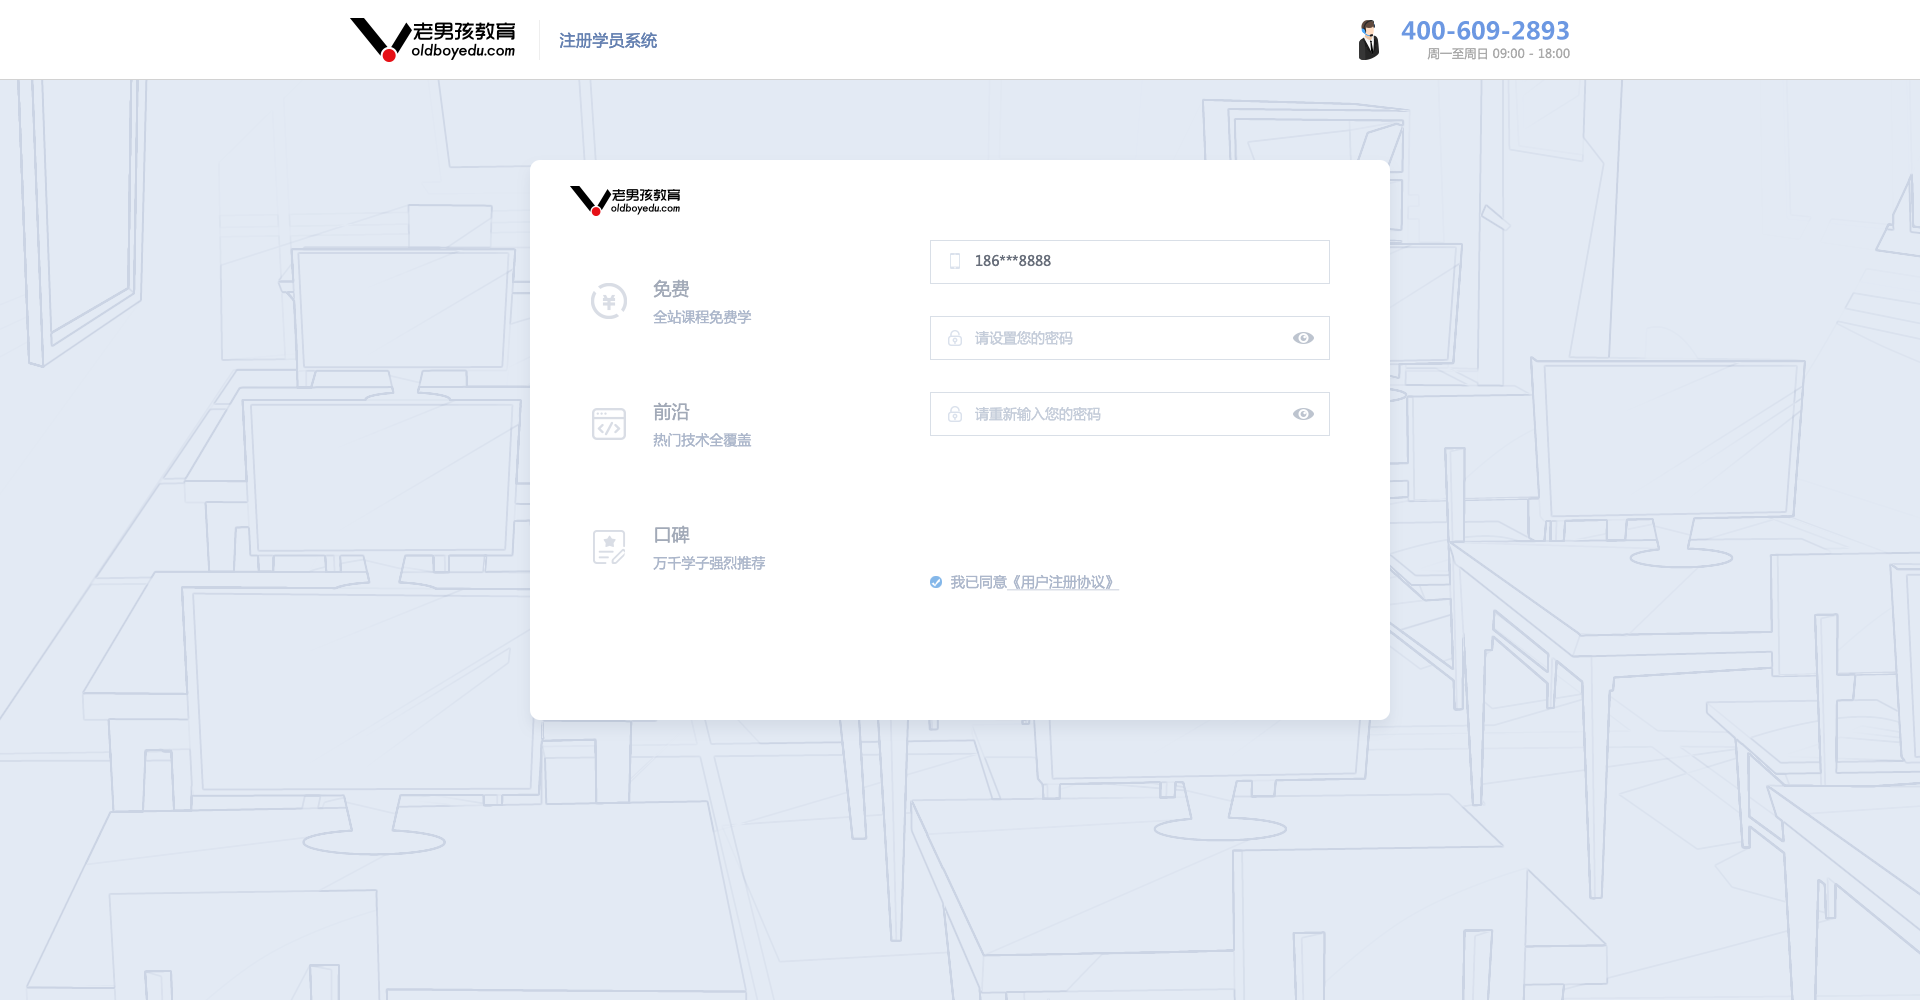 老男孩教育
oldboyedu.com
注册学员系统
400-609-2893
周一至周日 09:00 - 18:00
老男孩教育
oldboyedu.com
免费
全站课程免费学
前沿
热门技术全覆盖
口碑
万千学子强烈推荐
186***8888
请设置您的密码
请重新输入您的密码
我已同意《用户注册协议》